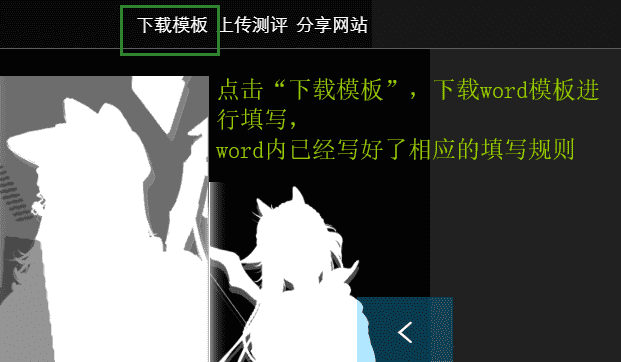 下载模板 上传测评 分享网站
点击“下载模板”，下载word模板进
行填写，
word内已经写好了相应的填写规则